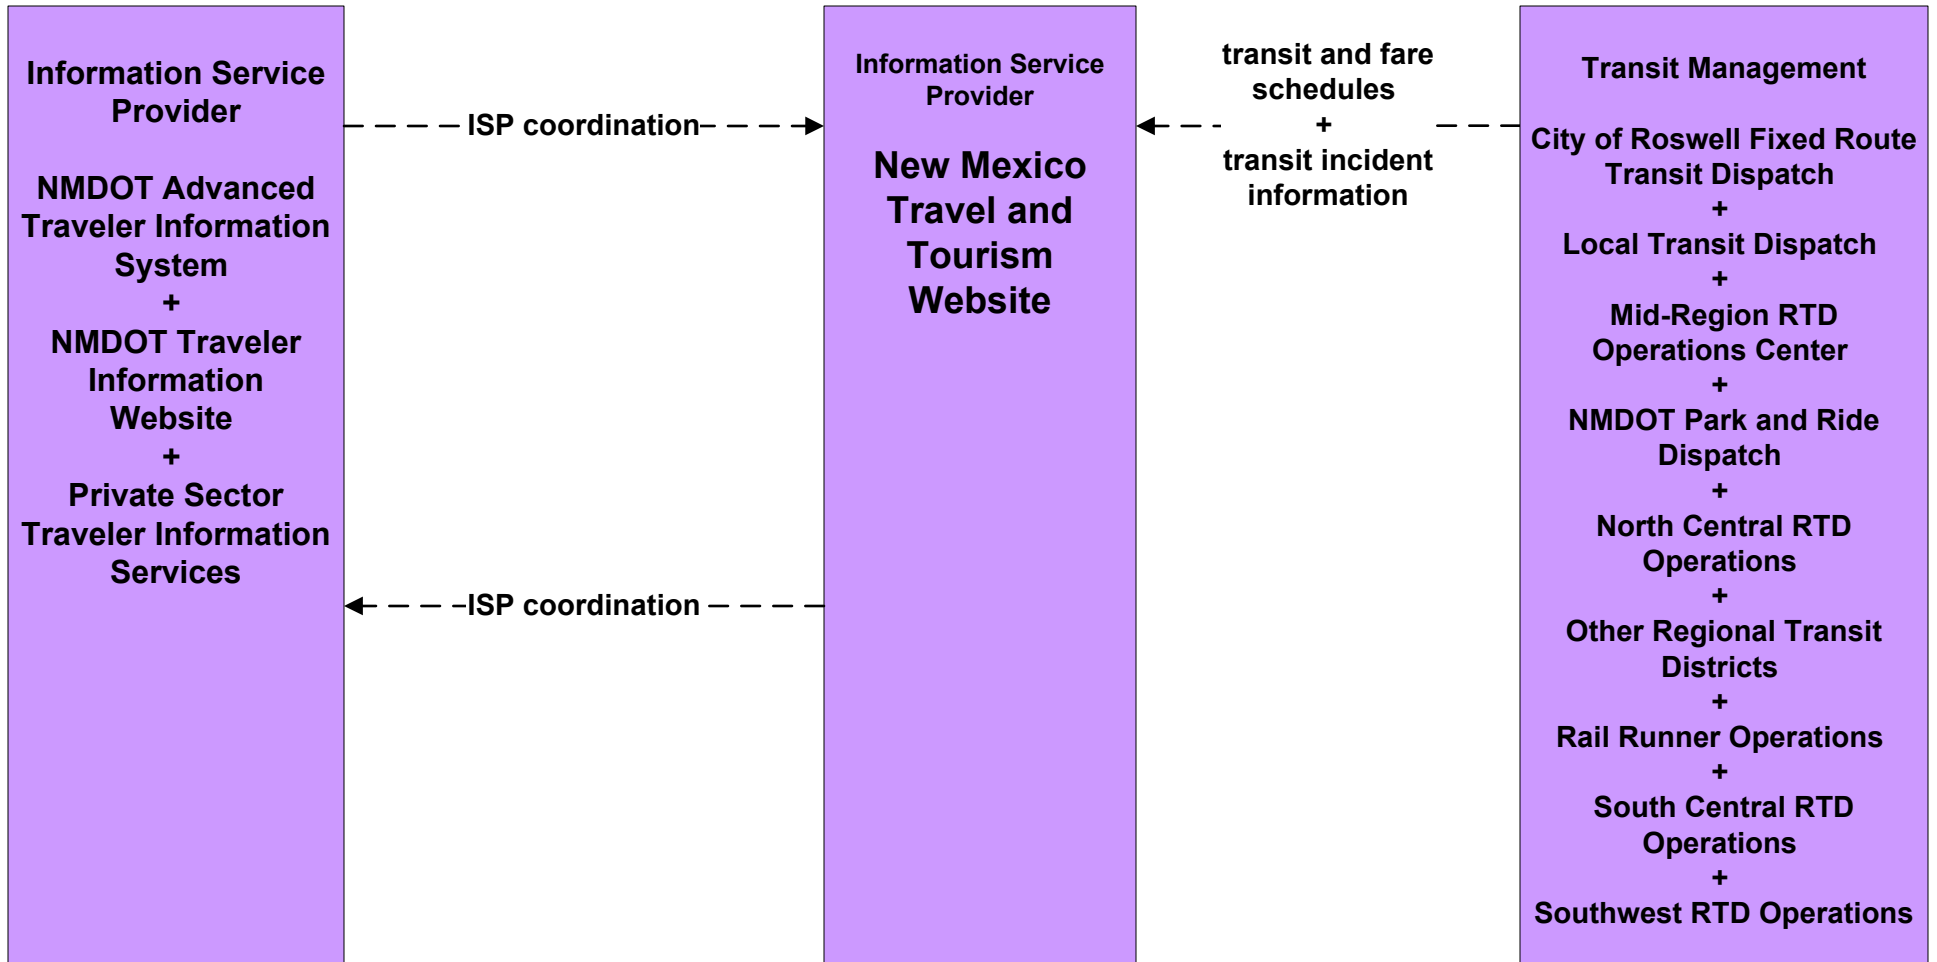 Information Service
Provider
NMDOT Advanced
Traveler Information
System
+
NMDOT Traveler
Information
Website
+
Private Sector
Traveler Information
Services
ISP coordination
ISP coordination
Information Service
Provider
New Mexico
Travel and
Tourism
Website
transit and fare
schedules
+
transit incident
information
Transit Management
City of Roswell Fixed Route
Transit Dispatch
+
Local Transit Dispatch
+
Mid-Region RTD
Operations Center
+
NMDOT Park and Ride
Dispatch
+
North Central RTD
Operations
+
Other Regional Transit
Districts
+
Rail Runner Operations
+
South Central RTD
Operations
+
Southwest RTD Operations